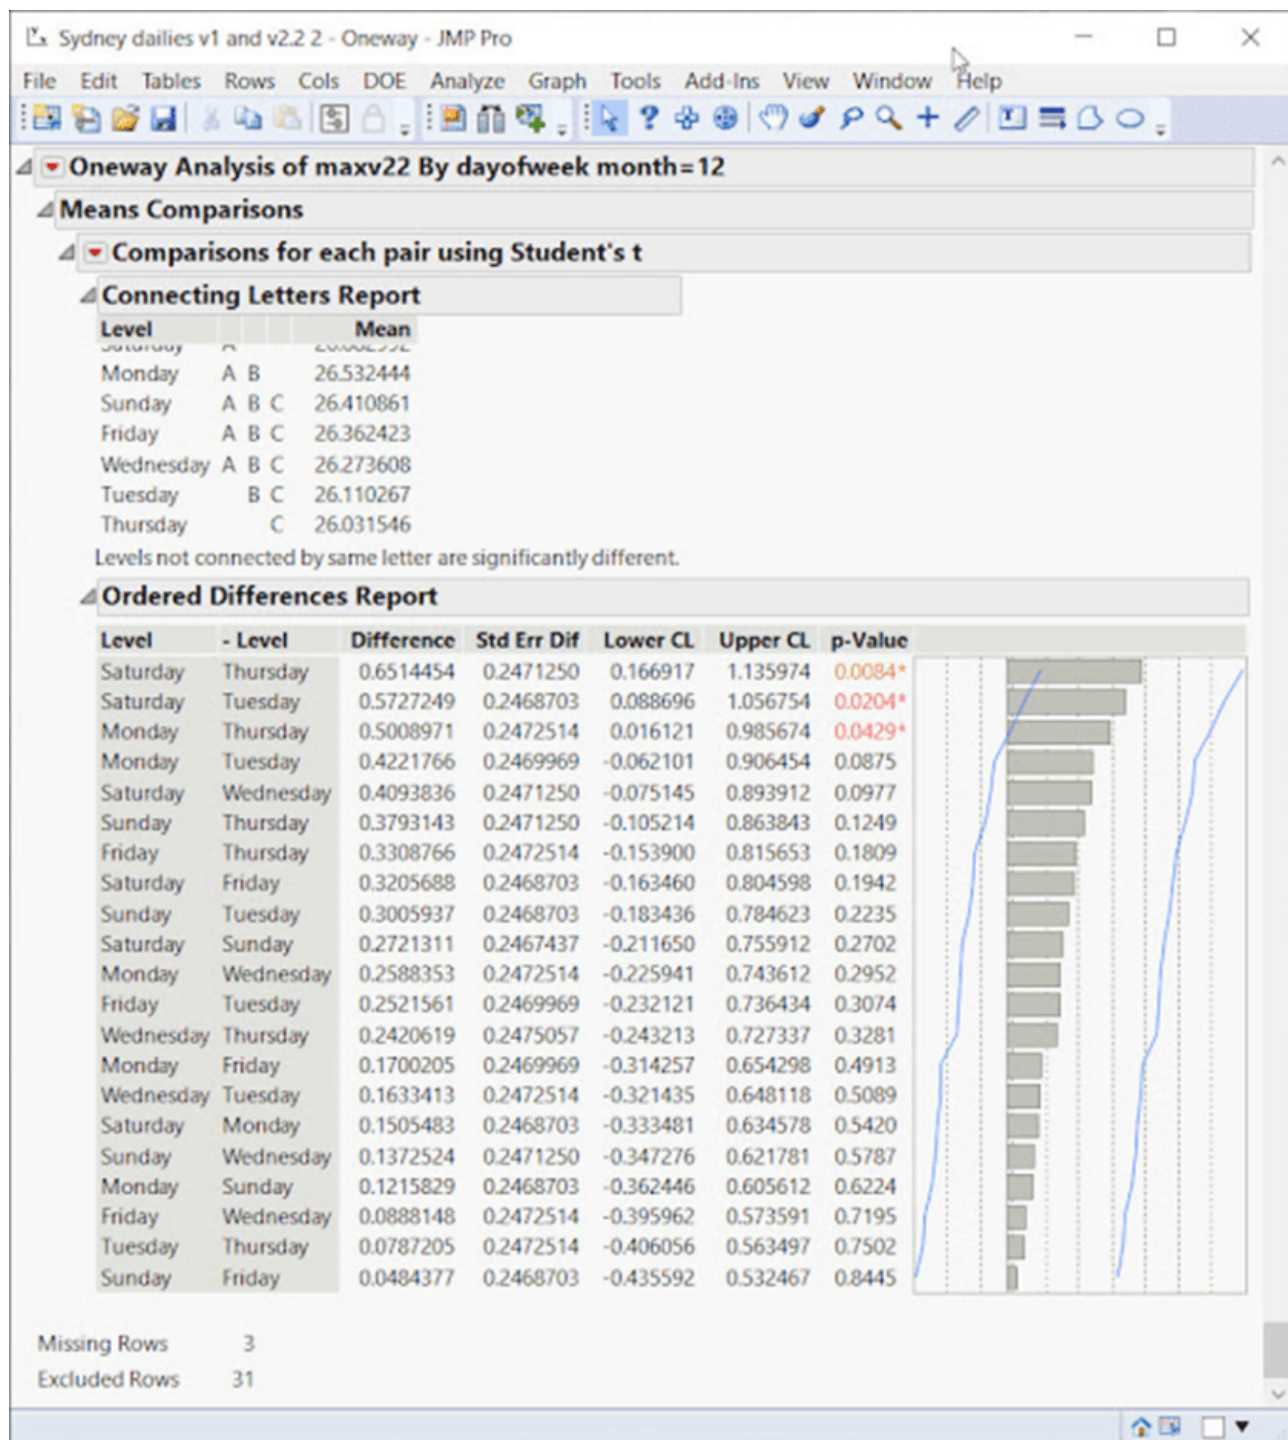 Sydney dailies v1 and v2.2 2 - Oneway - JMP Pro
File Edit Tables Rows Cols DOE Analyze Graph Tools Add-Ins View Window Help
Oneway Analysis of maxv22 By dayofweek month=12
Means Comparisons
Comparisons for each pair using Student's t
Connecting Letters Report
Level Mean
Saturday A
Monday A B 26.532444
Sunday A B C 26.410861
Friday A B C 26.362423
Wednesday A B C 26.273608
Tuesday B C 26.110267
Thursday C 26.031546
Levels not connected by same letter are significantly different.
Ordered Differences Report
Level - Level Difference Std Err Dif Lower CL Upper CL p-Value
Saturday Thursday 0.6514454 0.2471250 0.166917 1.135974 0.0084*
Saturday Tuesday 0.5727249 0.2468703 0.088696 1.056754 0.0204*
Monday Thursday 0.5008971 0.2472514 0.016121 0.985674 0.0429*
Monday Tuesday 0.4221766 0.2469969 -0.062101 0.906454 0.0875
Saturday Wednesday 0.4093836 0.2471250 -0.075145 0.893912 0.0977
Sunday Thursday 0.3793143 0.2471250 -0.105214 0.863843 0.1249
Friday Thursday 0.3308766 0.2472514 -0.153900 0.815653 0.1809
Saturday Friday 0.3205688 0.2468703 -0.163460 0.804598 0.1942
Sunday Tuesday 0.3005937 0.2468703 -0.183436 0.784623 0.2235
Saturday Sunday 0.2721311 0.2467437 -0.211650 0.755912 0.2702
Monday Wednesday 0.2588353 0.2472514 -0.225941 0.743612 0.2952
Friday Tuesday 0.2521561 0.2469969 -0.232121 0.736434 0.3074
Wednesday Thursday 0.2420619 0.2475057 -0.243213 0.727337 0.3281
Monday Friday 0.1700205 0.2469969 -0.314257 0.654298 0.4913
Wednesday Tuesday 0.1633413 0.2472514 -0.321435 0.648118 0.5089
Saturday Monday 0.1505483 0.2468703 -0.333481 0.634578 0.5420
Sunday Wednesday 0.1372524 0.2471250 -0.347276 0.621781 0.5787
Monday Sunday 0.1215829 0.2468703 -0.362446 0.605612 0.6224
Friday Wednesday 0.0888148 0.2472514 -0.395962 0.573591 0.7195
Tuesday Thursday 0.0787205 0.2472514 -0.406056 0.563497 0.7502
Sunday Friday 0.0484377 0.2468703 -0.435592 0.532467 0.8445
Missing Rows 3
Excluded Rows 31